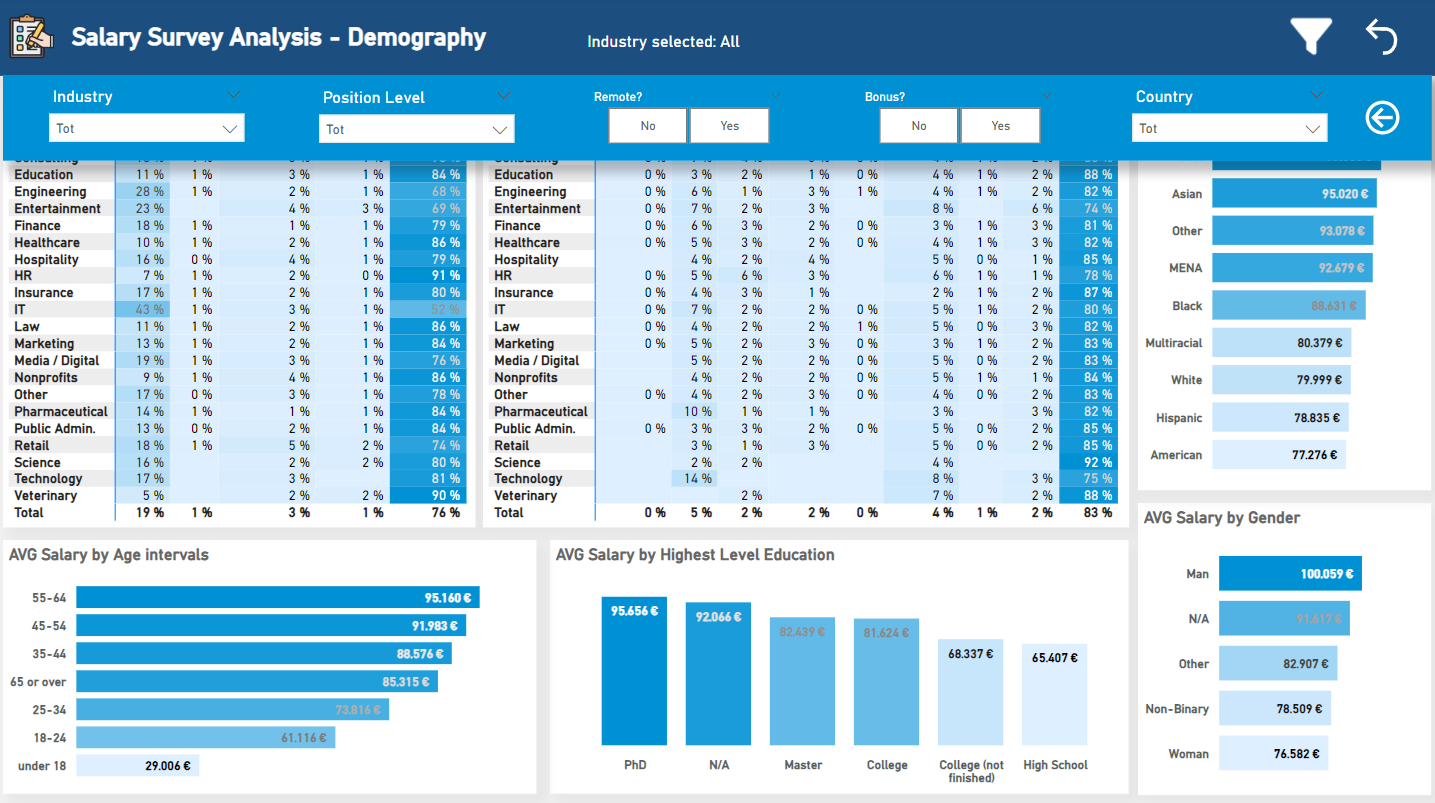 Salary Survey Analysis - Demography
Industry selected: All
Industry
Tot
Position Level
Tot
Remote?
No
Yes
Bonus?
No
Yes
Country
Tot
Education 11 % 1 % 3 % 1 % 84 %
Engineering 28 % 1 % 2 % 1 % 68 %
Entertainment 23 % 4 % 3 % 69 %
Finance 18 % 1 % 1 % 1 % 79 %
Healthcare 10 % 1 % 2 % 1 % 86 %
Hospitality 16 % 0 % 4 % 1 % 79 %
HR 7 % 1 % 2 % 0 % 91 %
Insurance 17 % 1 % 2 % 1 % 80 %
IT 43 % 1 % 3 % 1 % 52 %
Law 11 % 1 % 2 % 1 % 86 %
Marketing 13 % 1 % 2 % 1 % 84 %
Media / Digital 19 % 1 % 3 % 1 % 76 %
Nonprofits 9 % 1 % 4 % 1 % 86 %
Other 17 % 0 % 3 % 1 % 78 %
Pharmaceutical 14 % 1 % 1 % 1 % 84 %
Public Admin. 13 % 0 % 2 % 1 % 84 %
Retail 18 % 1 % 5 % 2 % 74 %
Science 16 % 2 % 2 % 80 %
Technology 17 % 3 % 81 %
Veterinary 5 % 2 % 2 % 90 %
Total 19 % 1 % 3 % 1 % 76 %
Education 0 % 3 % 2 % 1 % 0 % 4 % 1 % 2 % 88 %
Engineering 0 % 6 % 1 % 3 % 1 % 4 % 1 % 2 % 82 %
Entertainment 0 % 7 % 2 % 3 % 8 % 6 % 74 %
Finance 0 % 6 % 3 % 2 % 0 % 3 % 1 % 3 % 81 %
Healthcare 0 % 5 % 3 % 2 % 0 % 4 % 1 % 3 % 82 %
Hospitality 4 % 2 % 4 % 5 % 0 % 1 % 85 %
HR 0 % 5 % 6 % 3 % 6 % 1 % 1 % 78 %
Insurance 0 % 4 % 3 % 1 % 2 % 1 % 2 % 87 %
IT 0 % 7 % 2 % 2 % 0 % 5 % 1 % 2 % 80 %
Law 0 % 4 % 2 % 2 % 1 % 5 % 0 % 3 % 82 %
Marketing 0 % 5 % 2 % 3 % 0 % 3 % 1 % 2 % 83 %
Media / Digital 5 % 2 % 2 % 0 % 5 % 0 % 2 % 83 %
Nonprofits 4 % 2 % 2 % 0 % 5 % 1 % 1 % 84 %
Other 0 % 4 % 2 % 3 % 0 % 4 % 0 % 2 % 83 %
Pharmaceutical 10 % 1 % 1 % 3 % 3 % 82 %
Public Admin. 0 % 3 % 3 % 2 % 0 % 5 % 0 % 2 % 85 %
Retail 3 % 1 % 3 % 5 % 0 % 2 % 85 %
Science 2 % 2 % 4 % 92 %
Technology 14 % 8 % 3 % 75 %
Veterinary 2 % 7 % 2 % 88 %
Total 0 % 5 % 2 % 2 % 0 % 4 % 1 % 2 % 83 %
Asian 95.020 €
Other 93.078 €
MENA 92.679 €
Black 88.631 €
Multiracial 80.379 €
White 79.999 €
Hispanic 78.835 €
American 77.276 €
AVG Salary by Age intervals
55-64 95.160 €
45-54 91.983 €
35-44 88.576 €
65 or over 85.315 €
25-34 73.816 €
18-24 61.116 €
under 18 29.006 €
AVG Salary by Highest Level Education
95.656 € 92.066 € 82.439 € 81.624 € 68.337 € 65.407 €
PhD N/A Master College College (not High School
finished)
AVG Salary by Gender
Man 100.059 €
N/A 91.617 €
Other 82.907 €
Non-Binary 78.509 €
Woman 76.582 €